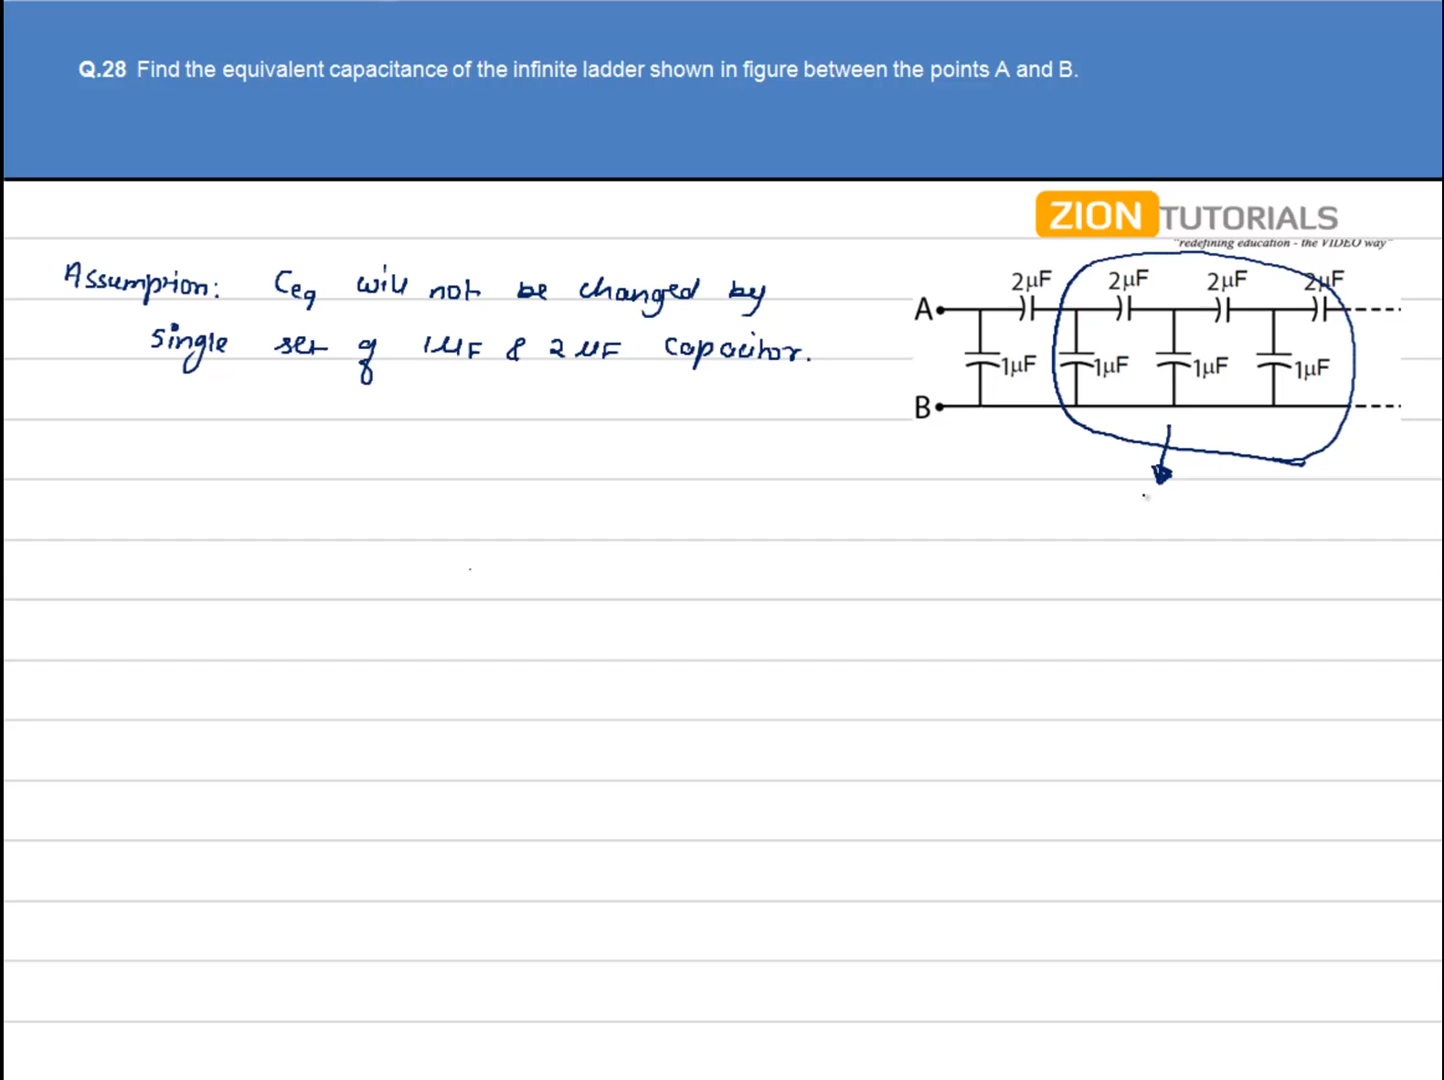 Q.28 Find the equivalent capacitance of the infinite ladder shown in figure between the points A and B.
ZION TUTORIALS
"redefining education - the VIDEO way"
Assumption: Ceq will not be changed by
single set of 1μF & 2μF capacitor.
2μF 2μF 2μF 2μF
A
1μF 1μF 1μF 1μF
B